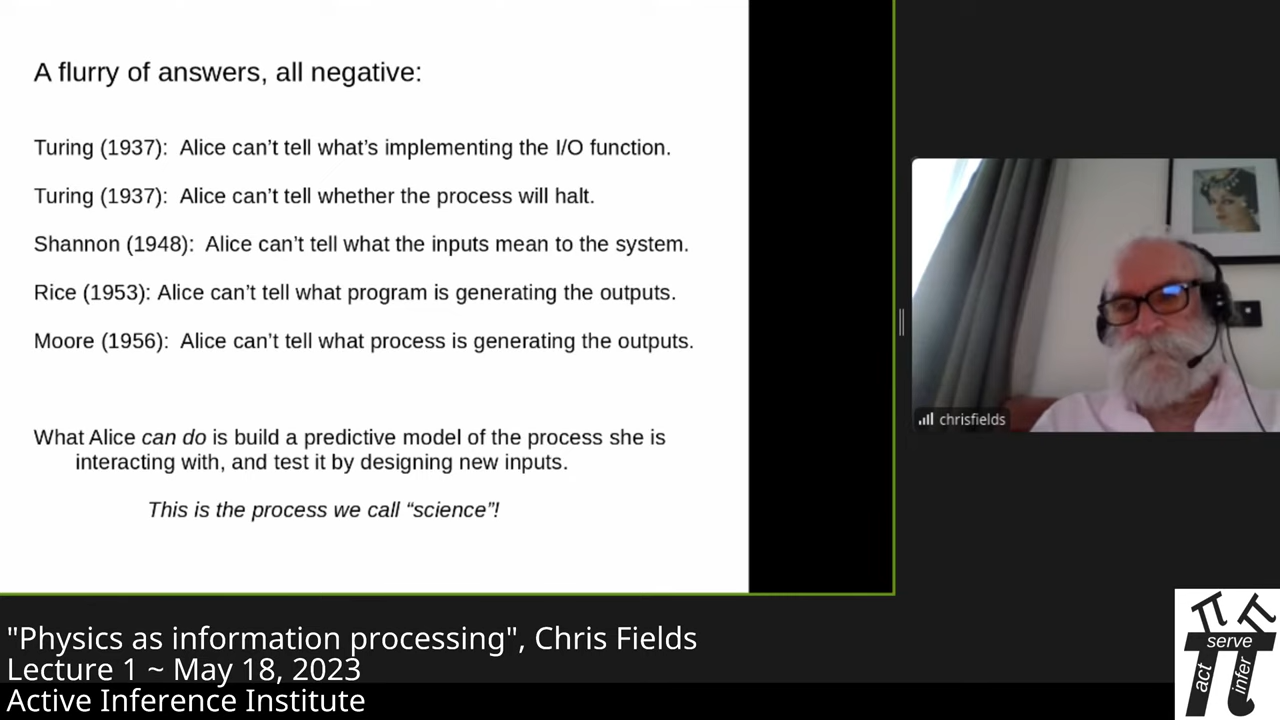 A flurry of answers, all negative:
Turing (1937):  Alice can’t tell what’s implementing the I/O function.
Turing (1937):  Alice can’t tell whether the process will halt.
Shannon (1948):  Alice can’t tell what the inputs mean to the system.
Rice (1953): Alice can’t tell what program is generating the outputs.
Moore (1956):  Alice can’t tell what process is generating the outputs.
What Alice can do is build a predictive model of the process she is
interacting with, and test it by designing new inputs.
This is the process we call “science”!
chrisfields
"Physics as information processing", Chris Fields
Lecture 1 ~ May 18, 2023
Active Inference Institute
serve
act
infer